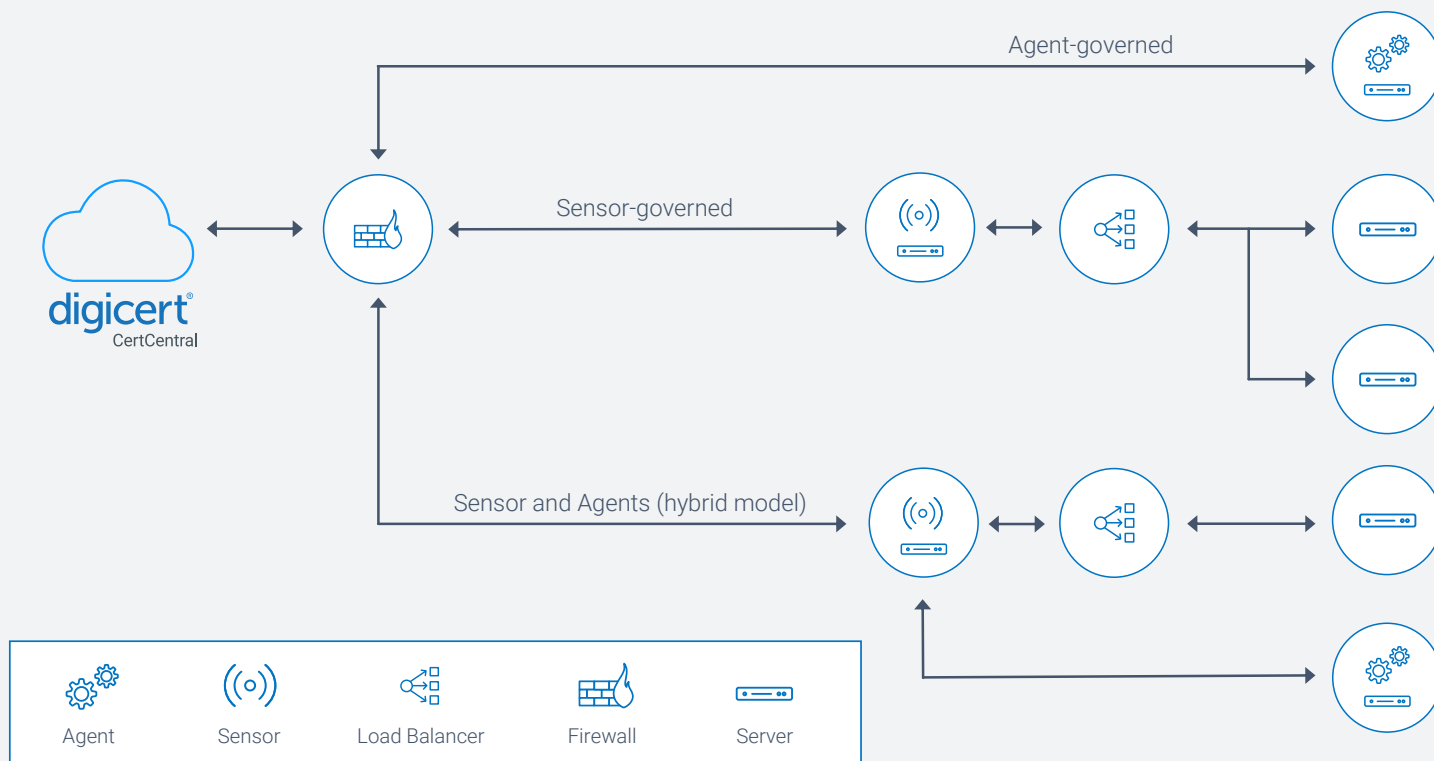 Agent-governed
Sensor-governed
digicert®
CertCentral
Sensor and Agents (hybrid model)
Agent
Sensor
Load Balancer
Firewall
Server